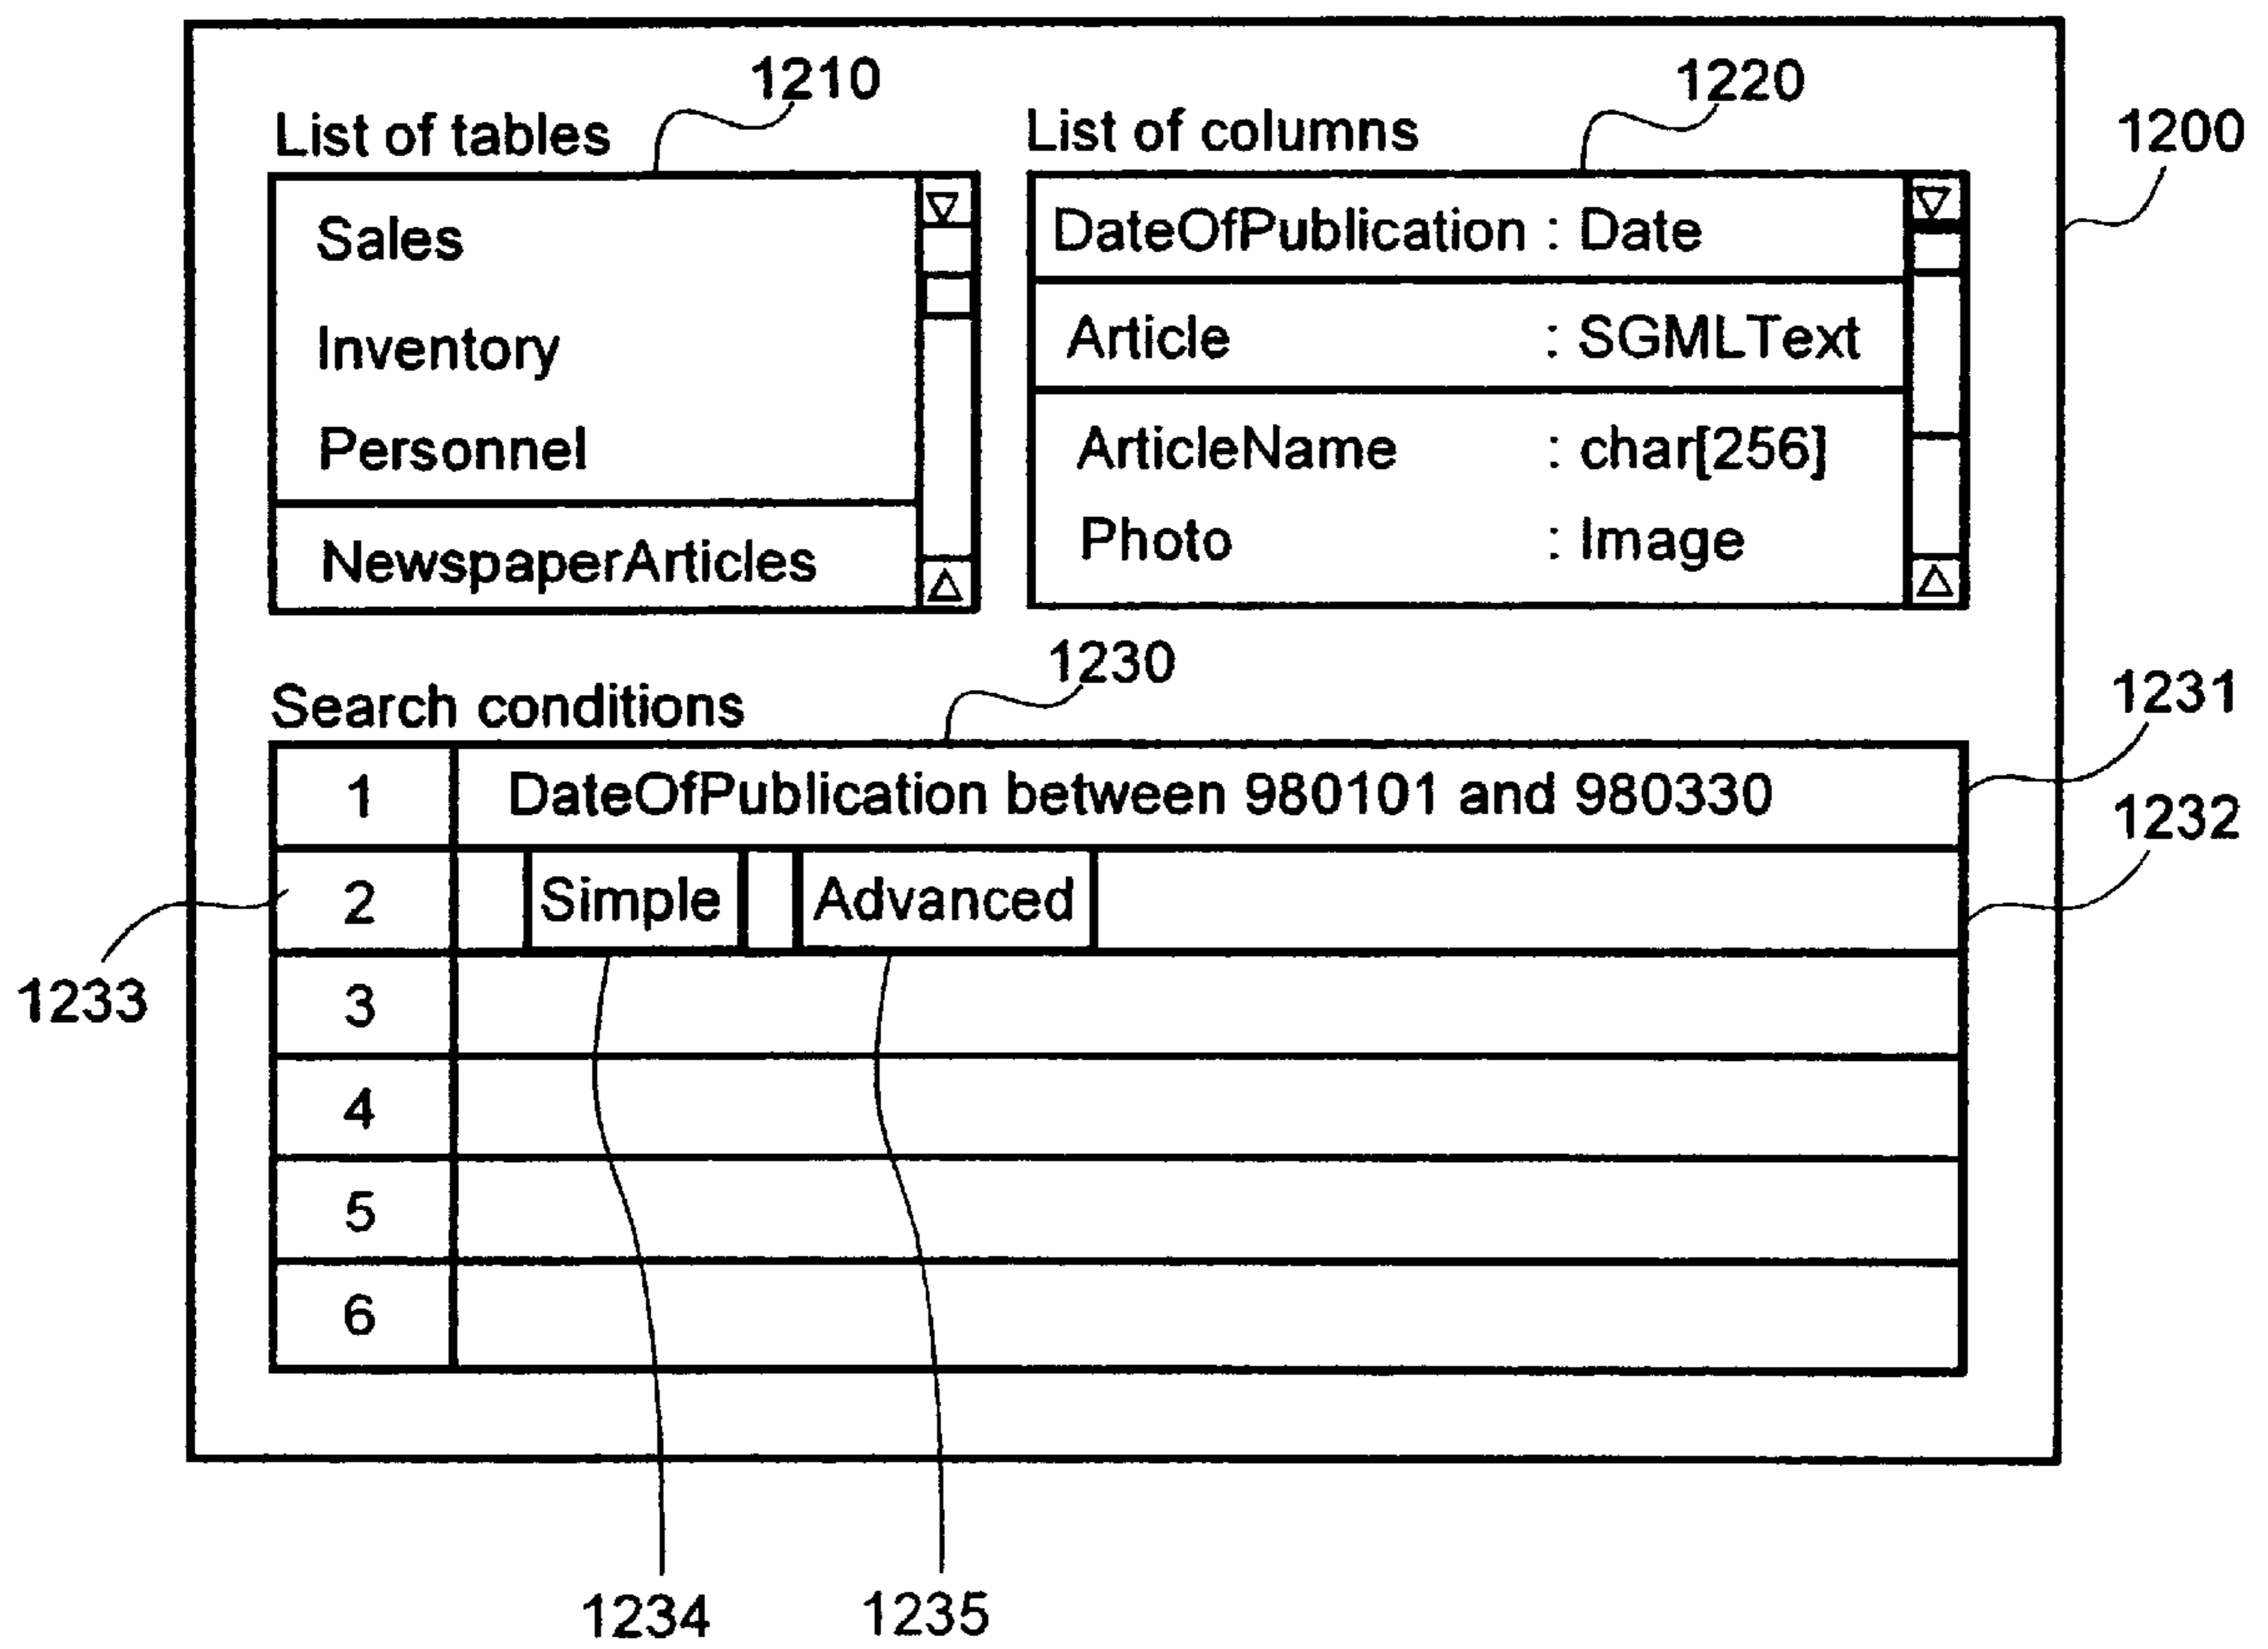 1210
1220
1200
List of tables
List of columns
Sales
Inventory
Personnel
NewspaperArticles
DateOfPublication : Date
Article : SGMLText
ArticleName : char[256]
Photo : Image
1230
1231
1232
Search conditions
1 DateOfPublication between 980101 and 980330
2 Simple Advanced
3
4
5
6
1233
1234
1235